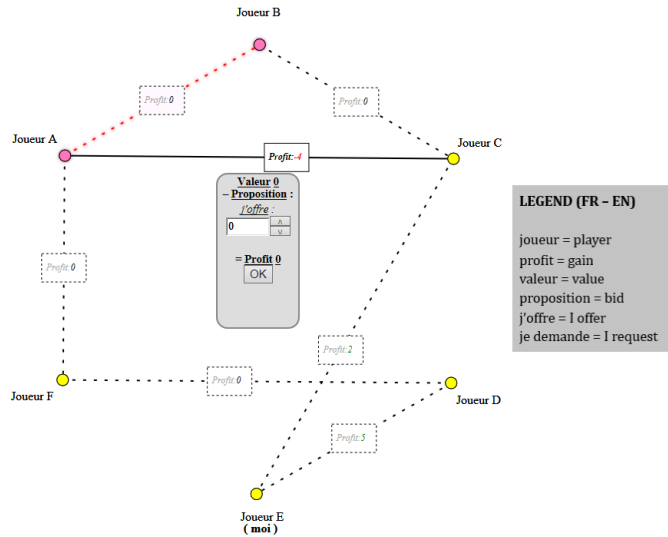 Joueur B
Profit:0
Profit:0
Joueur A
Joueur C
Profit:-4
Valeur 0
– Proposition :
j'offre :
0
= Profit 0
OK
LEGEND (FR – EN)
joueur = player
profit = gain
valeur = value
proposition = bid
j'offre = I offer
je demande = I request
Profit:0
Profit:2
Profit:0
Joueur F
Joueur D
Profit:5
Joueur E
( moi )